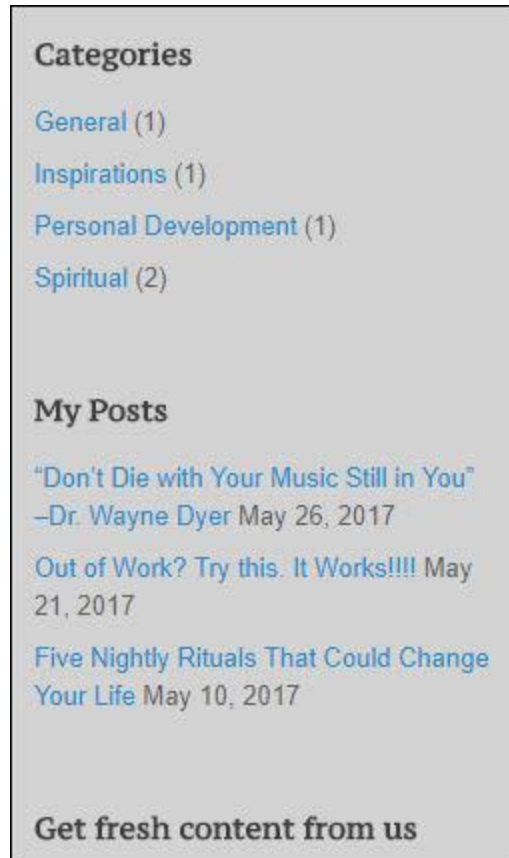 Categories
General (1)
Inspirations (1)
Personal Development (1)
Spiritual (2)
My Posts
“Don’t Die with Your Music Still in You”
–Dr. Wayne Dyer May 26, 2017
Out of Work? Try this. It Works!!!! May
21, 2017
Five Nightly Rituals That Could Change
Your Life May 10, 2017
Get fresh content from us